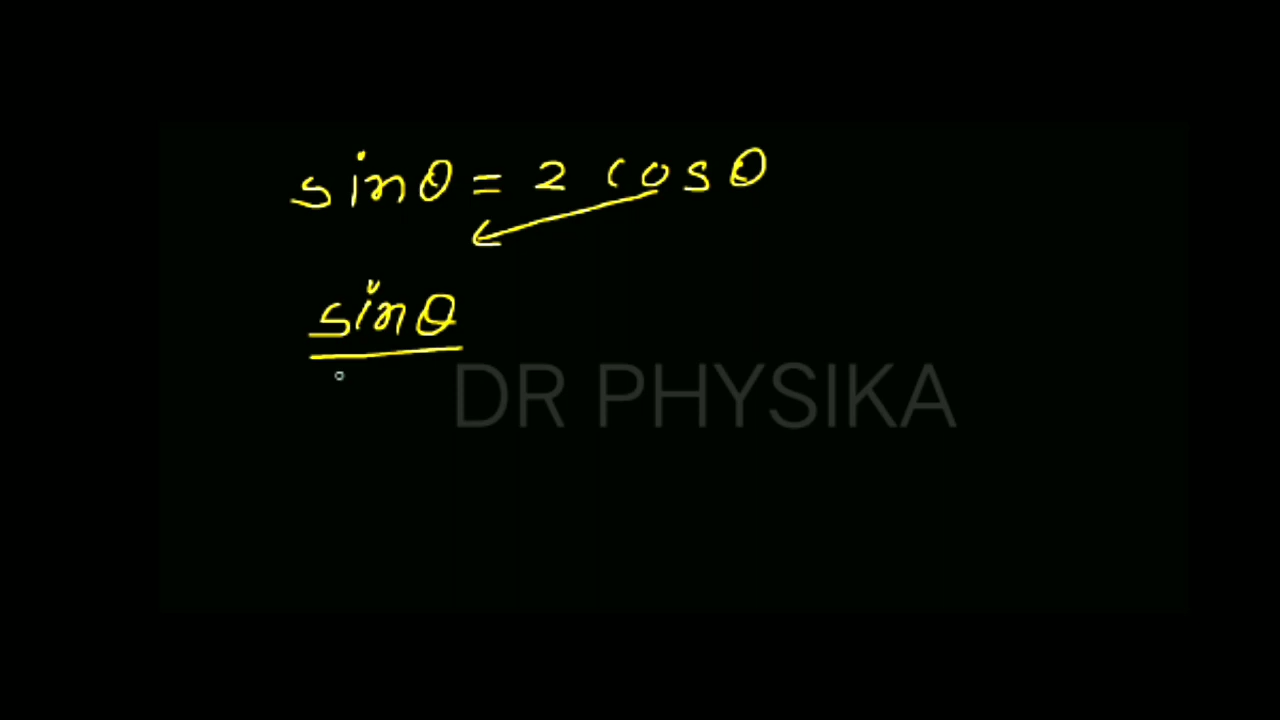 sinθ = 2 cosθ
sinθ
DR PHYSIKA